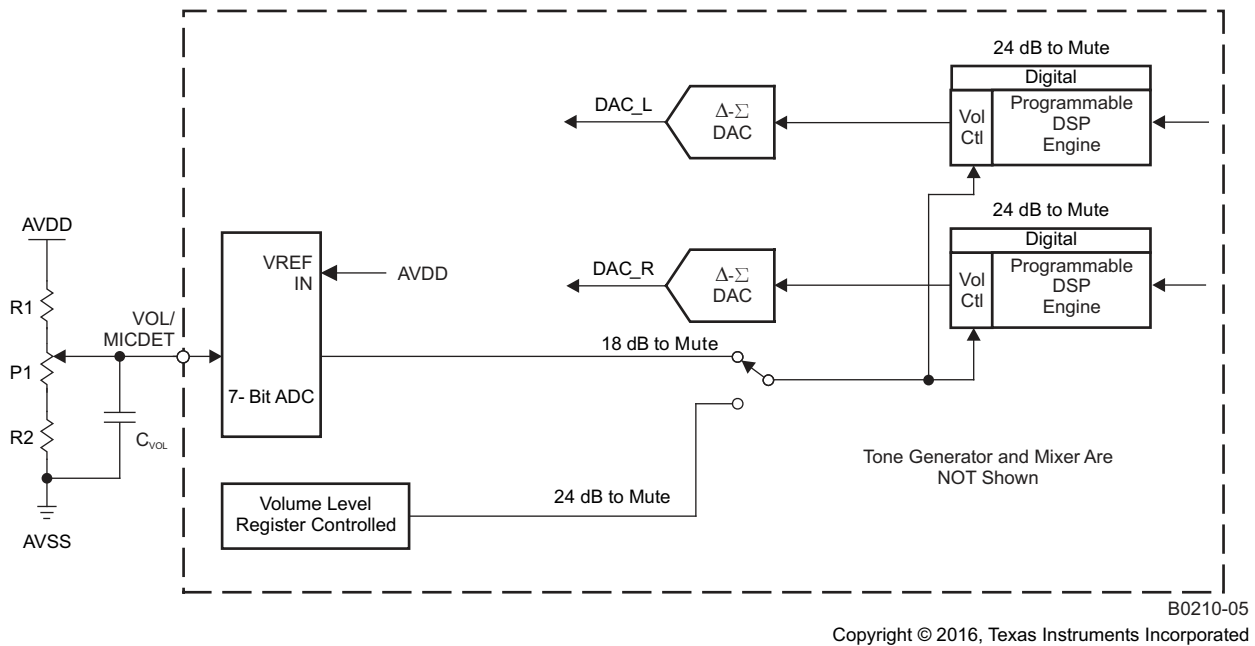 24 dB to Mute
Digital
Vol
Ctl
Programmable
DSP
Engine
DAC_L
Δ-Σ
DAC
24 dB to Mute
Digital
Vol
Ctl
Programmable
DSP
Engine
DAC_R
Δ-Σ
DAC
AVDD
R1
P1
R2
AVSS
VOL/
MICDET
CVOL
VREF
IN
AVDD
7- Bit ADC
18 dB to Mute
Volume Level
Register Controlled
24 dB to Mute
Tone Generator and Mixer Are
NOT Shown
B0210-05
Copyright © 2016, Texas Instruments Incorporated